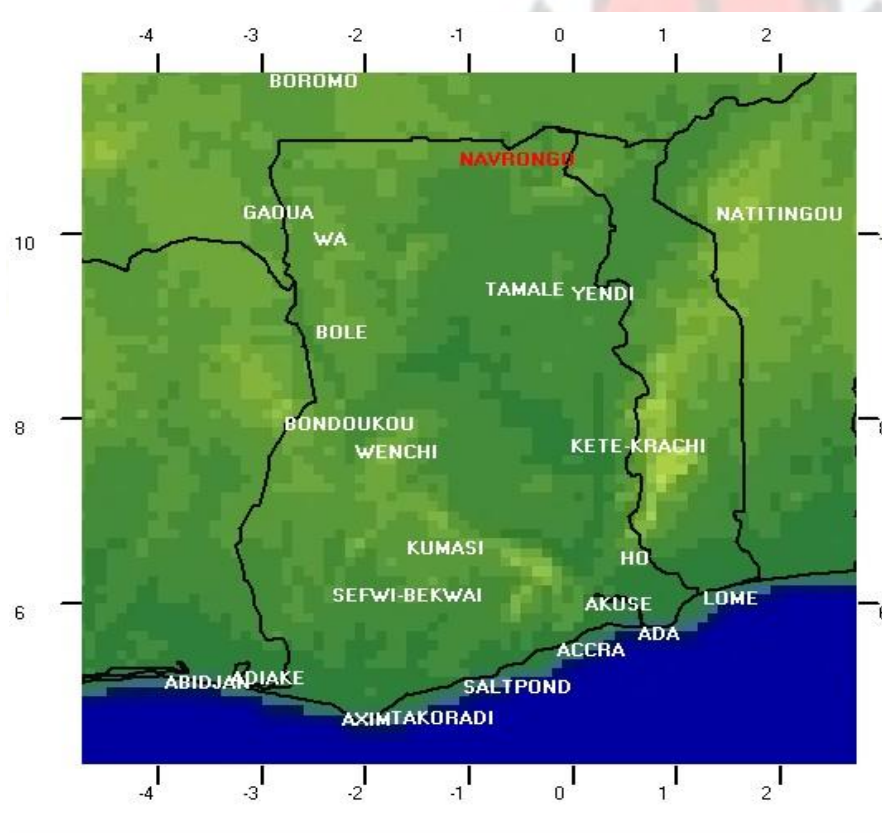 -4 -3 -2 -1 0 1 2
BOROMO
NAVRONGO
GAOUA
NATITINGOU
10
WA
TAMALE
YENDI
BOLE
8
BONDOUKOU
KETE-KRACHI
WENCHI
KUMASI
HO
SEFWI-BEKWAI
6
AKUSE
LOME
ADA
ACCRA
ABIDJAN
ADIAKE
SALTPOND
AXIM
TAKORADI
-4 -3 -2 -1 0 1 2